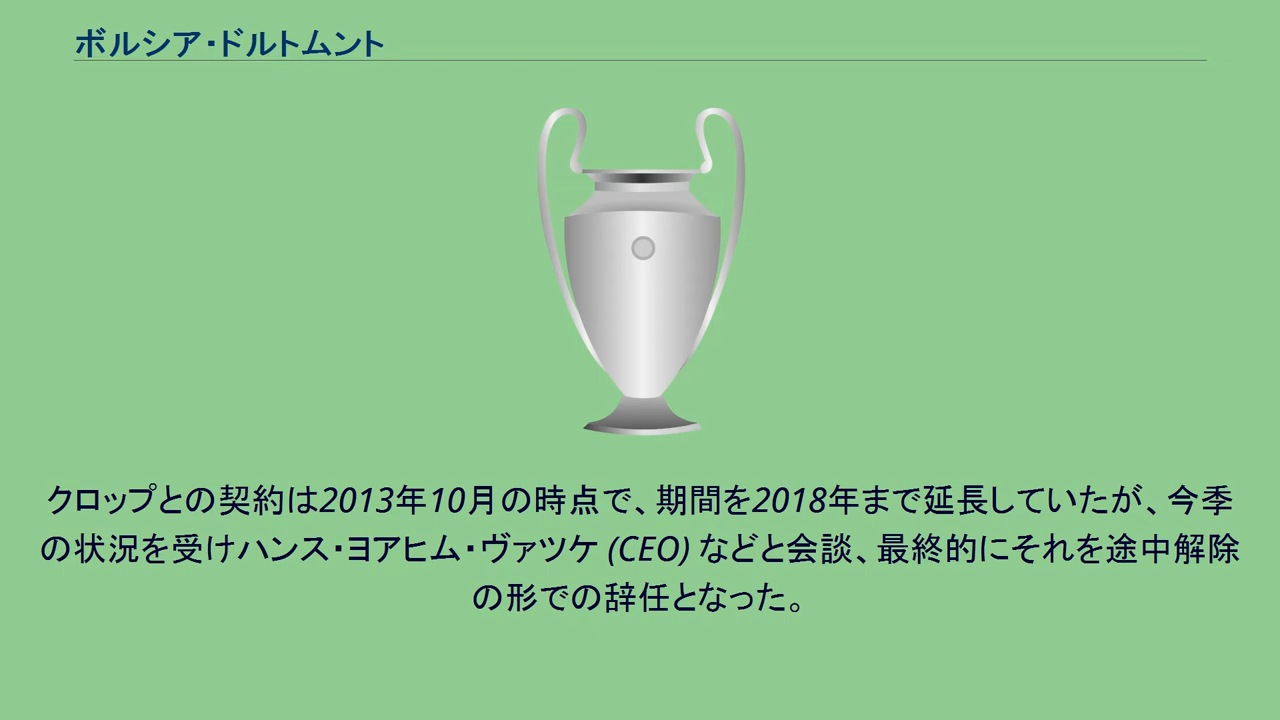 ボルシア・ドルトムント
クロップとの契約は2013年10月の時点で、期間を2018年まで延長していたが、今季
の状況を受けハンス・ヨアヒム・ヴァツケ (CEO) などと会談、最終的にそれを途中解除
の形での辞任となった。